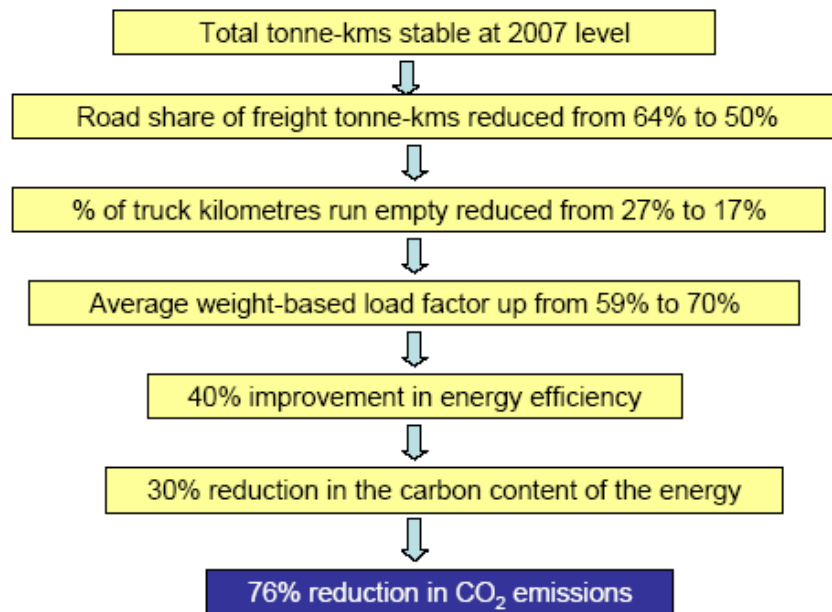 Total tonne-kms stable at 2007 level
Road share of freight tonne-kms reduced from 64% to 50%
% of truck kilometres run empty reduced from 27% to 17%
Average weight-based load factor up from 59% to 70%
40% improvement in energy efficiency
30% reduction in the carbon content of the energy
76% reduction in CO₂ emissions